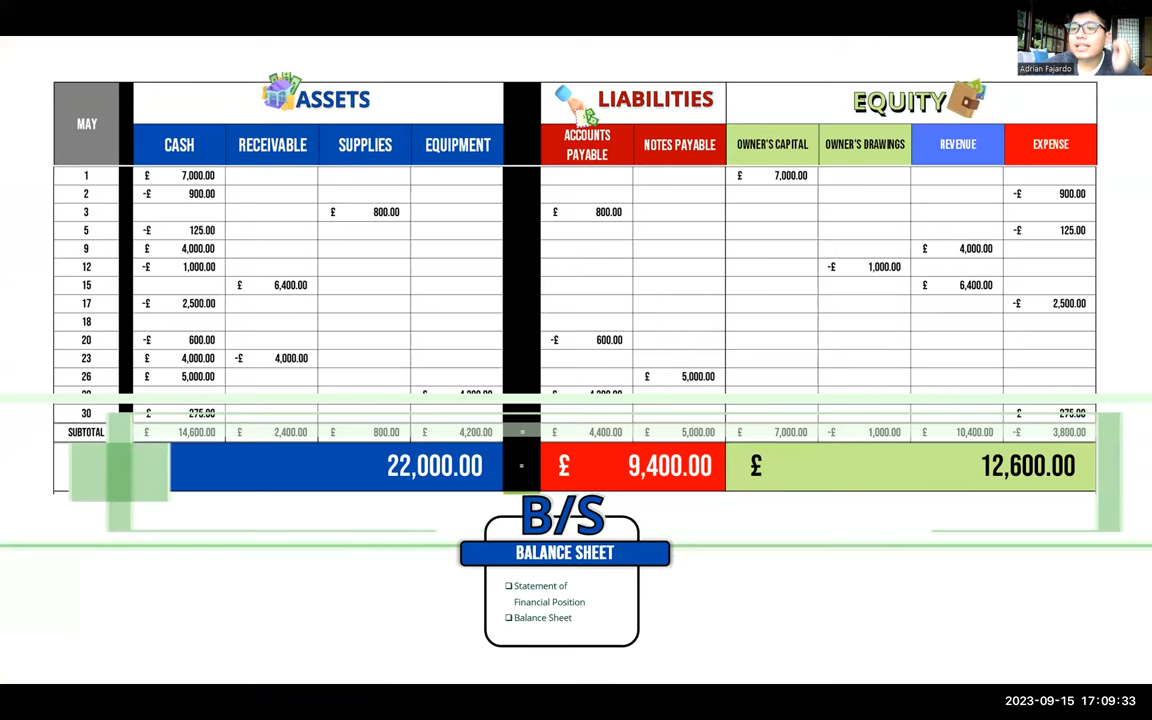 Adrian Fajardo
MAY
ASSETS
LIABILITIES
EQUITY
CASH RECEIVABLE SUPPLIES EQUIPMENT ACCOUNTS PAYABLE NOTES PAYABLE OWNER'S CAPITAL OWNER'S DRAWINGS REVENUE EXPENSE
1 £ 7,000.00 £ 7,000.00
2 -£ 900.00 -£ 900.00
3 £ 800.00 £ 800.00
5 -£ 125.00 -£ 125.00
9 £ 4,000.00 £ 4,000.00
12 -£ 1,000.00 -£ 1,000.00
15 £ 6,400.00 £ 6,400.00
17 -£ 2,500.00 -£ 2,500.00
18
20 -£ 600.00 -£ 600.00
23 £ 4,000.00 -£ 4,000.00
26 £ 5,000.00 £ 5,000.00
30 £ 275.00 £ 275.00
SUBTOTAL £ 14,600.00 £ 2,400.00 £ 800.00 £ 4,200.00 = £ 4,400.00 £ 5,000.00 £ 7,000.00 -£ 1,000.00 £ 10,400.00 -£ 3,800.00
22,000.00 = £ 9,400.00 £ 12,600.00
B/S
BALANCE SHEET
❑ Statement of
Financial Position
❑ Balance Sheet
2023-09-15 17:09:33